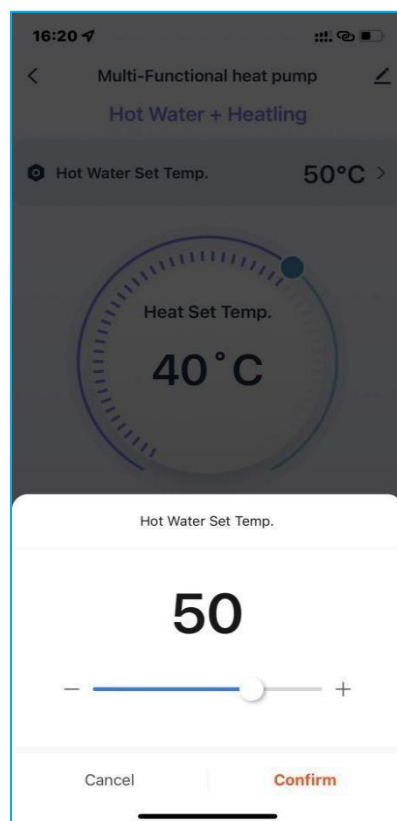 16:20
Multi-Functional heat pump
Hot Water + Heatling
Hot Water Set Temp. 50°C >
Heat Set Temp.
40°C
Hot Water Set Temp.
50
− +
Cancel Confirm